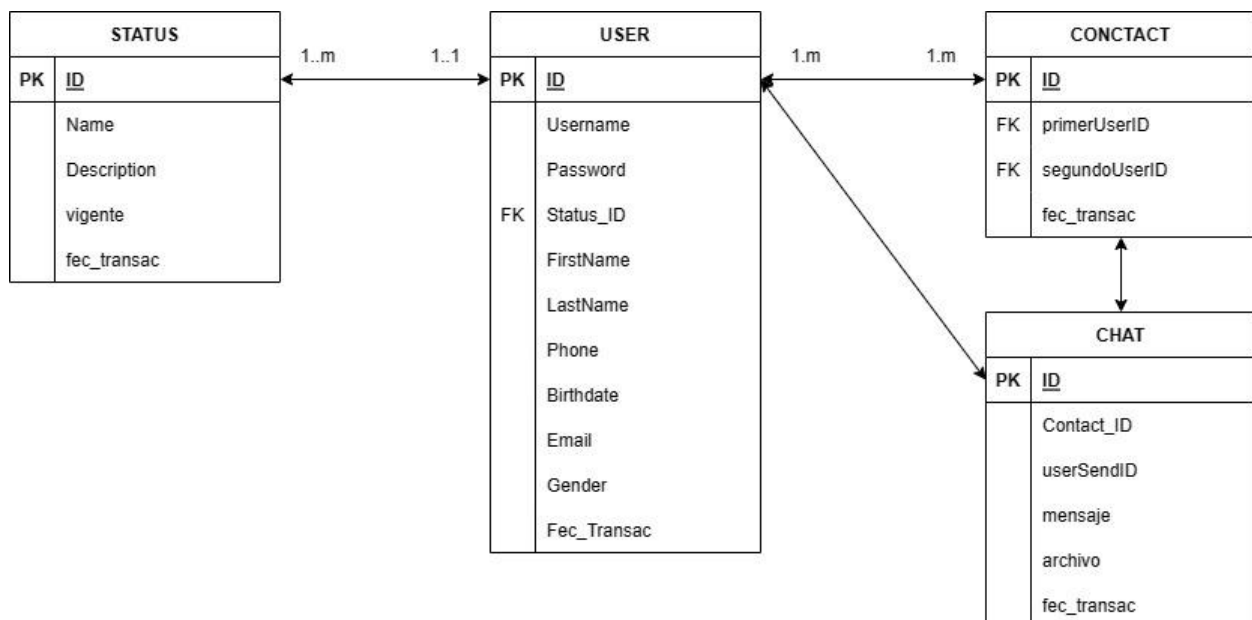 STATUS
PK ID
Name
Description
vigente
fec_transac
1..m 1..1
USER
PK ID
Username
Password
FK Status_ID
FirstName
LastName
Phone
Birthdate
Email
Gender
Fec_Transac
1.m 1.m
CONCTACT
PK ID
FK primerUserID
FK segundoUserID
fec_transac
CHAT
PK ID
Contact_ID
userSendID
mensaje
archivo
fec_transac